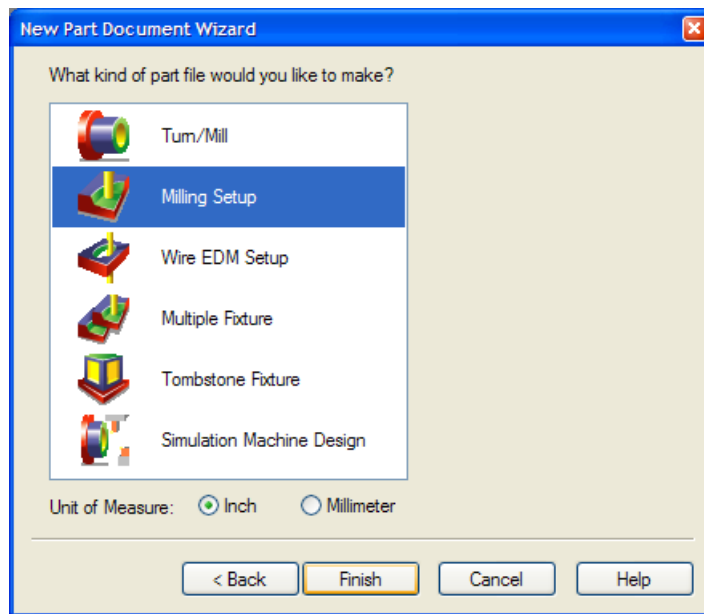 New Part Document Wizard
What kind of part file would you like to make?
Turn/Mill
Milling Setup
Wire EDM Setup
Multiple Fixture
Tombstone Fixture
Simulation Machine Design
Unit of Measure: Inch Millimeter
< Back Finish Cancel Help